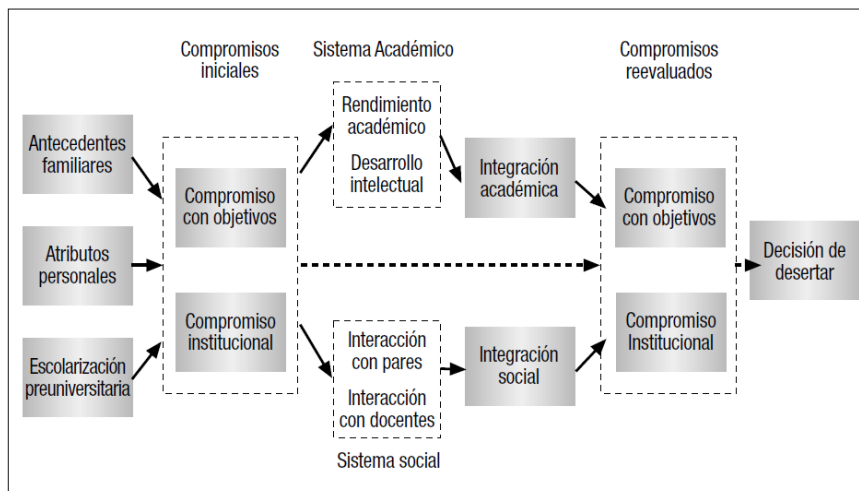 Compromisos
iniciales
Sistema Académico
Compromisos
reevaluados
Antecedentes
familiares
Atributos
personales
Escolarización
preuniversitaria
Compromiso
con objetivos
Compromiso
institucional
Rendimiento
académico
Desarrollo
intelectual
Interacción
con pares
Interacción
con docentes
Sistema social
Integración
académica
Integración
social
Compromiso
con objetivos
Compromiso
Institucional
Decisión de
desertar